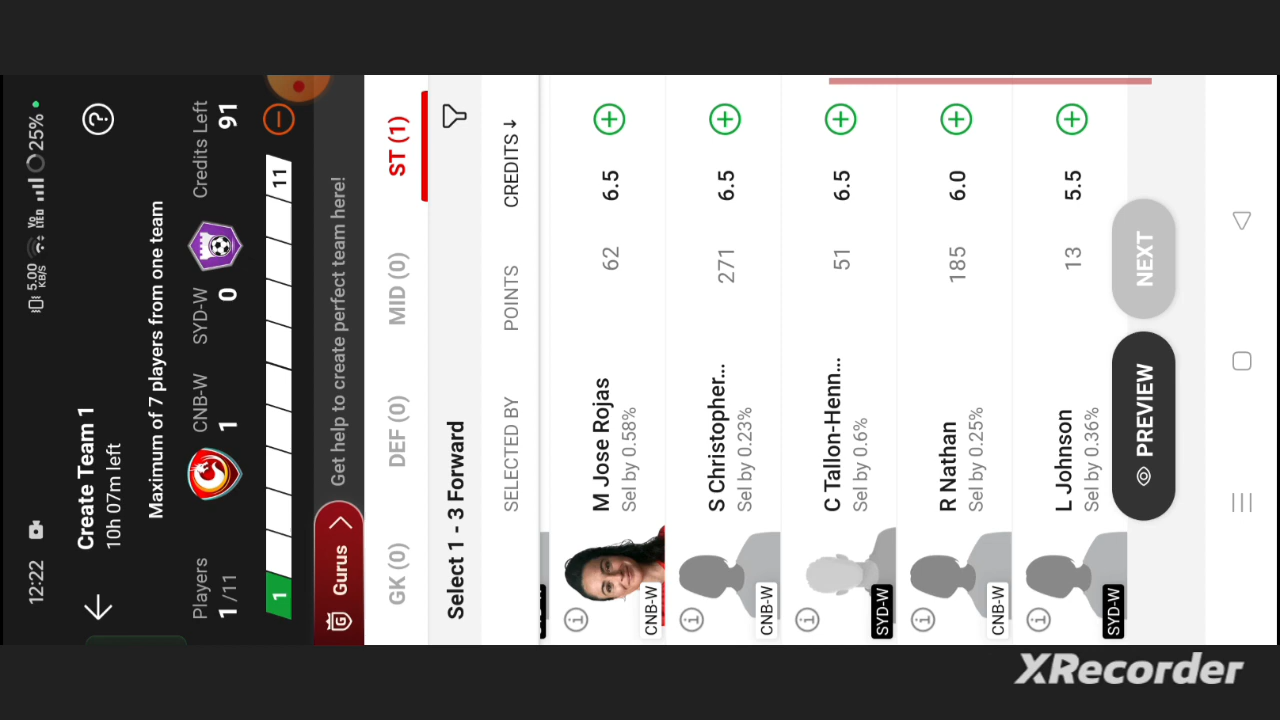 12:22
5.00
KB/S
Vo
LTE
25%
Create Team 1
10h 07m left
?
Maximum of 7 players from one team
Players
1/11
CNB-W
1
SYD-W
0
Credits Left
91
1
11
G Gurus
Get help to create perfect team here!
GK (0)
DEF (0)
MID (0)
ST (1)
Select 1 - 3 Forward
SELECTED BY
POINTS
CREDITS ↓
i
CNB-W
M Jose Rojas
Sel by 0.58%
62
6.5
i
CNB-W
S Christopher...
Sel by 0.23%
271
6.5
i
SYD-W
C Tallon-Henn...
Sel by 0.6%
51
6.5
i
CNB-W
R Nathan
Sel by 0.25%
185
6.0
i
SYD-W
L Johnson
Sel by 0.36%
13
5.5
PREVIEW
NEXT
XRecorder